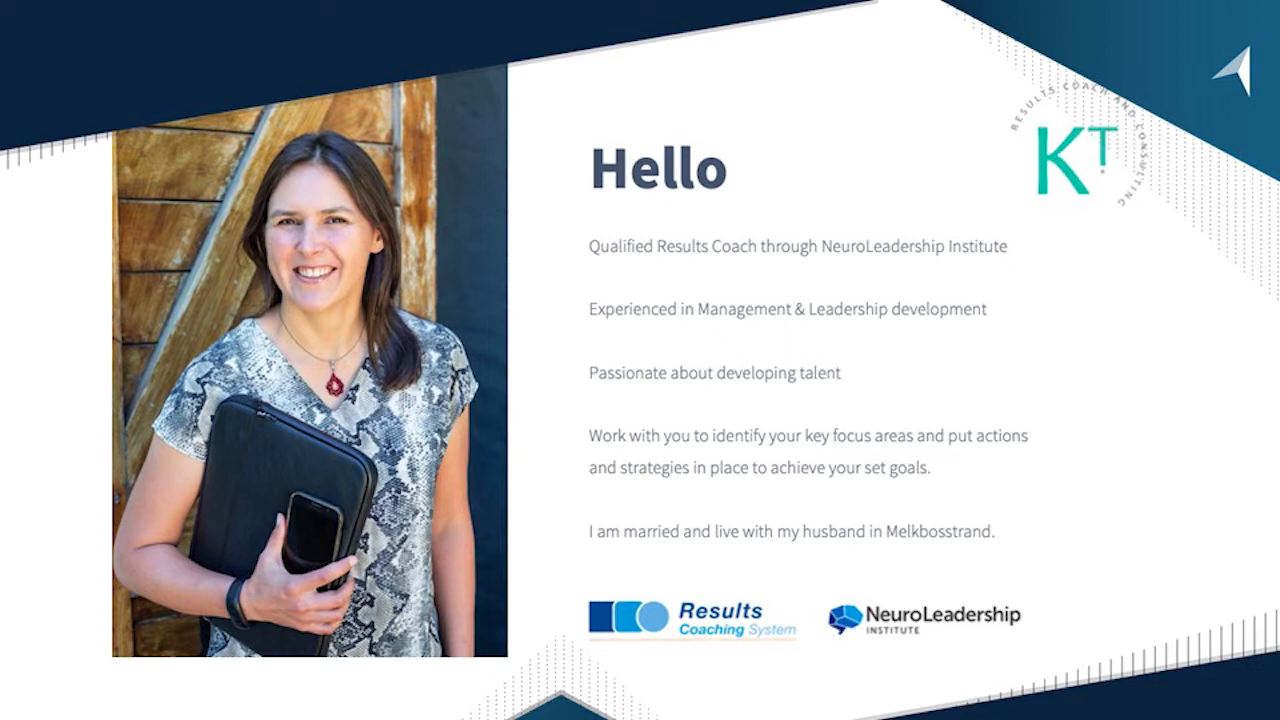 Hello
RESULTS COACH AND CONSULTING
KT
Qualified Results Coach through NeuroLeadership Institute
Experienced in Management & Leadership development
Passionate about developing talent
Work with you to identify your key focus areas and put actions
and strategies in place to achieve your set goals.
I am married and live with my husband in Melkbosstrand.
Results
Coaching System
NeuroLeadership
INSTITUTE